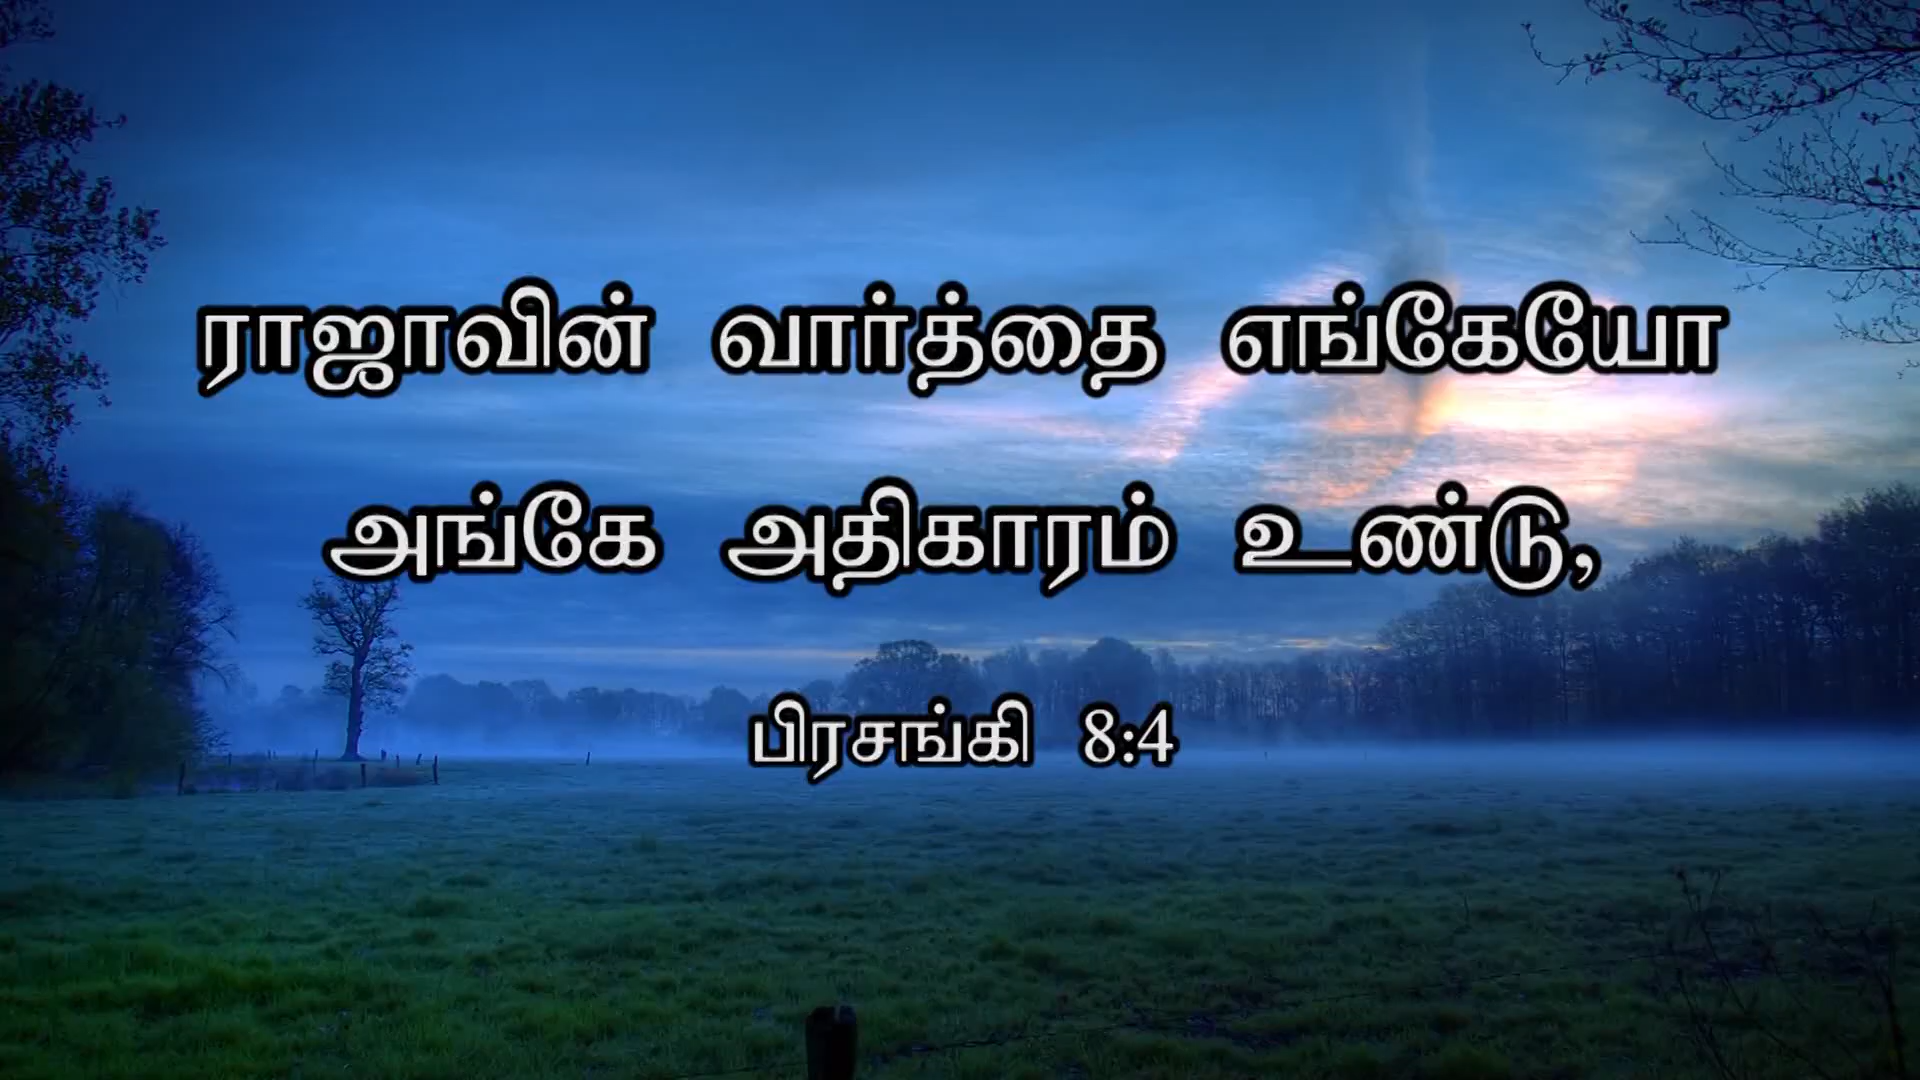 ராஜாவின் வார்த்தை எங்கேயோ
அங்கே அதிகாரம் உண்டு,
பிரசங்கி 8:4